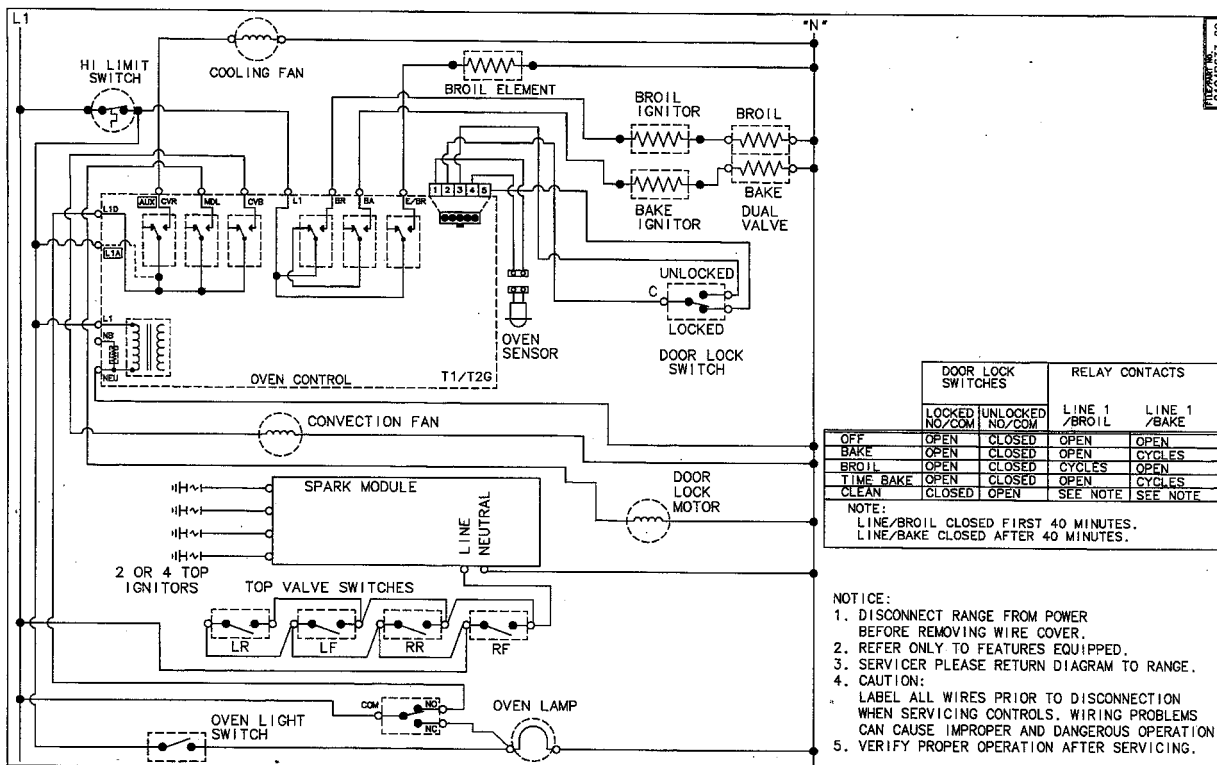 L1
"N"
COOLING FAN
HI LIMIT
SWITCH
BROIL ELEMENT
BROIL
IGNITOR
BROIL
BAKE
IGNITOR
BAKE
DUAL
VALVE
AUX CVR
MDL
CVB
L1
BR
BA
E/BR
1 2 3 4 5
L1D
L1A
L1
N9
NEU
OVEN CONTROL
T1/T2G
OVEN
SENSOR
UNLOCKED
C
LOCKED
DOOR LOCK
SWITCH
CONVECTION FAN
SPARK MODULE
LINE
NEUTRAL
DOOR
LOCK
MOTOR
2 OR 4 TOP
IGNITORS
TOP VALVE SWITCHES
LR
LF
RR
RF
COM
NO
NC
OVEN LAMP
OVEN LIGHT
SWITCH
DOOR LOCK
SWITCHES
RELAY CONTACTS
LOCKED
NO/COM
UNLOCKED
NO/COM
LINE 1
/BROIL
LINE 1
/BAKE
OFF OPEN CLOSED OPEN OPEN
BAKE OPEN CLOSED OPEN CYCLES
BROIL OPEN CLOSED CYCLES OPEN
TIME BAKE OPEN CLOSED OPEN CYCLES
CLEAN CLOSED OPEN SEE NOTE SEE NOTE
NOTE:
LINE/BROIL CLOSED FIRST 40 MINUTES.
LINE/BAKE CLOSED AFTER 40 MINUTES.
NOTICE:
1. DISCONNECT RANGE FROM POWER
BEFORE REMOVING WIRE COVER.
2. REFER ONLY TO FEATURES EQUIPPED.
3. SERVICER PLEASE RETURN DIAGRAM TO RANGE.
4. CAUTION:
LABEL ALL WIRES PRIOR TO DISCONNECTION
WHEN SERVICING CONTROLS. WIRING PROBLEMS
CAN CAUSE IMPROPER AND DANGEROUS OPERATION
5. VERIFY PROPER OPERATION AFTER SERVICING.